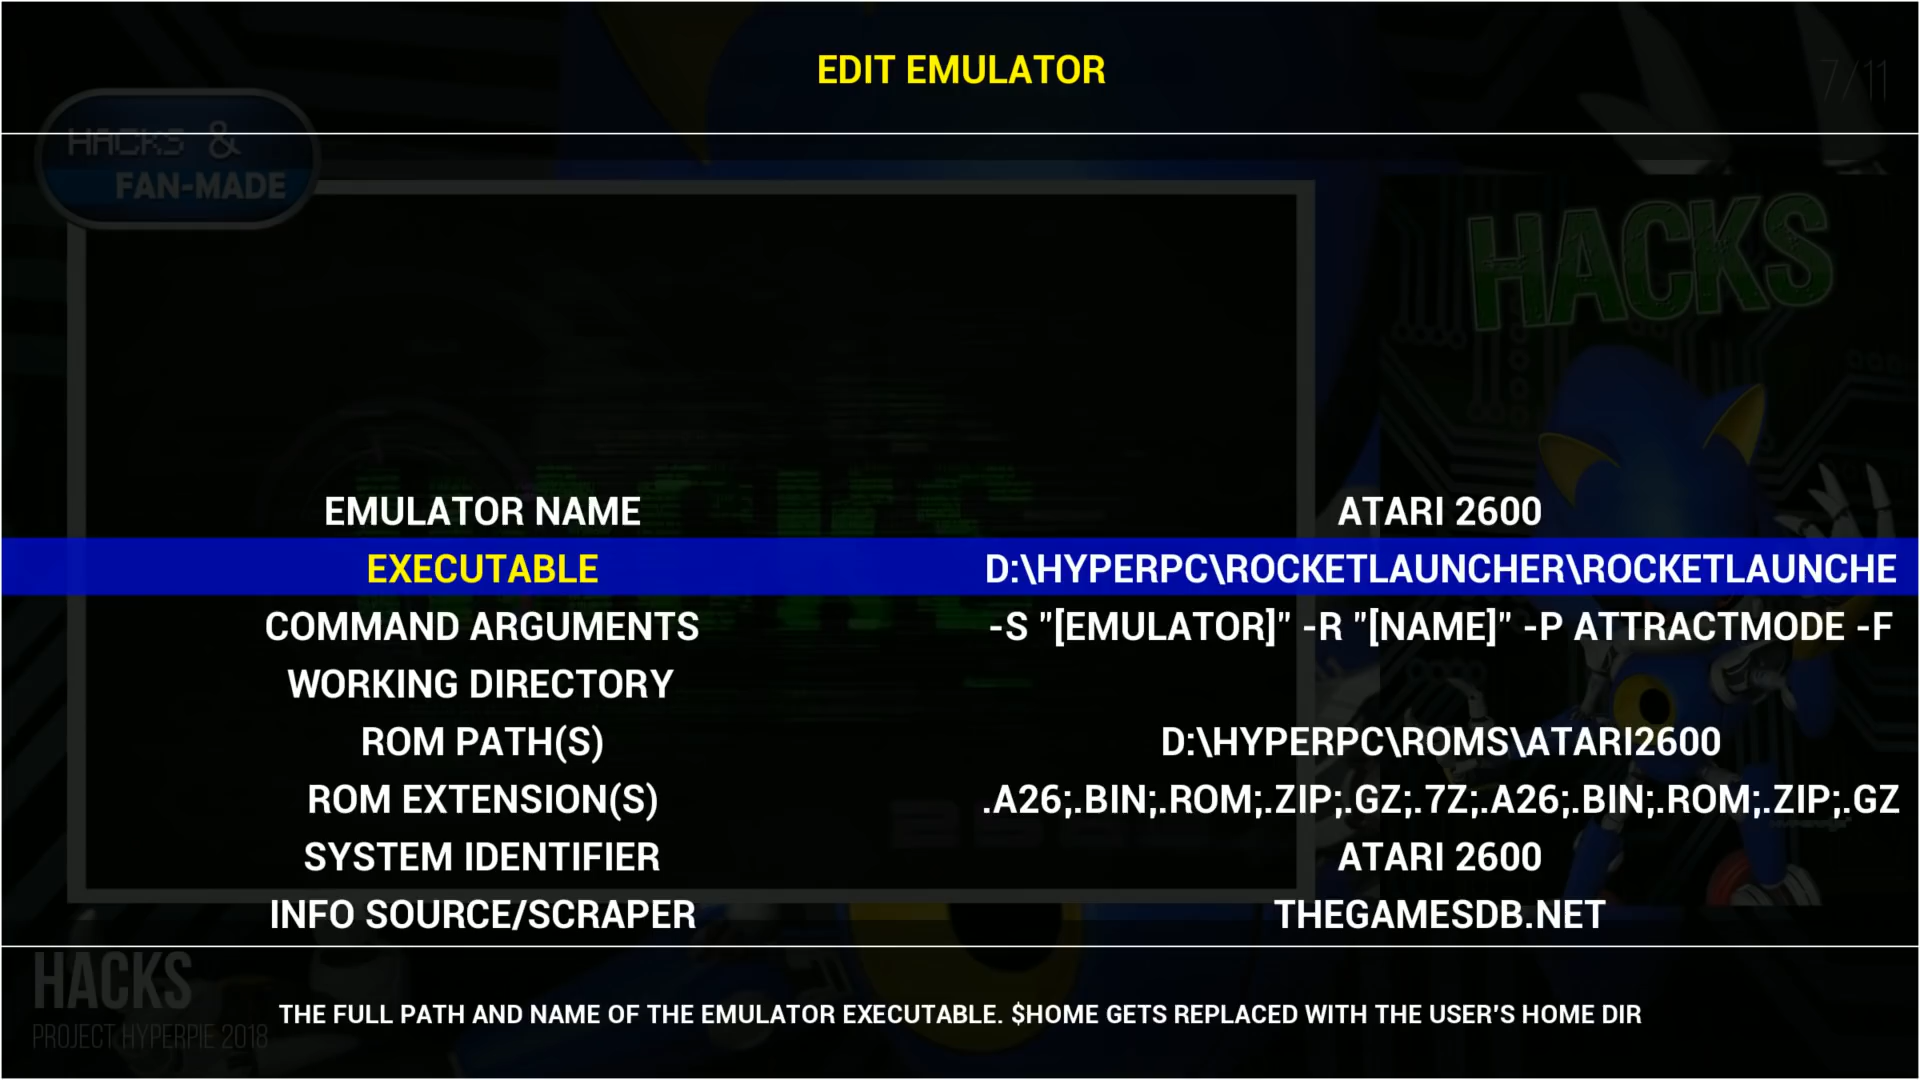 EDIT EMULATOR
7/11
HACKS &
FAN-MADE
HACKS
HACKS
EMULATOR NAME ATARI 2600
EXECUTABLE D:\HYPERPC\ROCKETLAUNCHER\ROCKETLAUNCHE
COMMAND ARGUMENTS -S "[EMULATOR]" -R "[NAME]" -P ATTRACTMODE -F
WORKING DIRECTORY
ROM PATH(S) D:\HYPERPC\ROMS\ATARI2600
ROM EXTENSION(S) .A26;.BIN;.ROM;.ZIP;.GZ;.7Z;.A26;.BIN;.ROM;.ZIP;.GZ
SYSTEM IDENTIFIER ATARI 2600
INFO SOURCE/SCRAPER THEGAMESDB.NET
HACKS
PROJECT HYPERPIE 2018
THE FULL PATH AND NAME OF THE EMULATOR EXECUTABLE. $HOME GETS REPLACED WITH THE USER'S HOME DIR